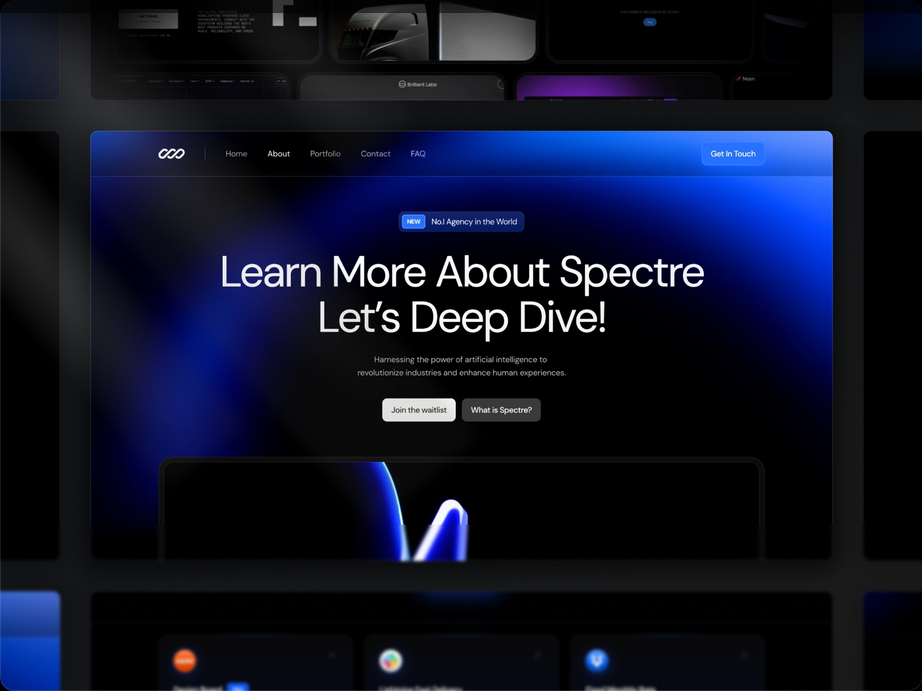 Brilliant Labs
Noon
Home
About
Portfolio
Contact
FAQ
Get In Touch
NEW
No.1 Agency in the World
Learn More About Spectre
Let's Deep Dive!
Harnessing the power of artificial intelligence to
revolutionize industries and enhance human experiences.
Join the waitlist
What is Spectre?